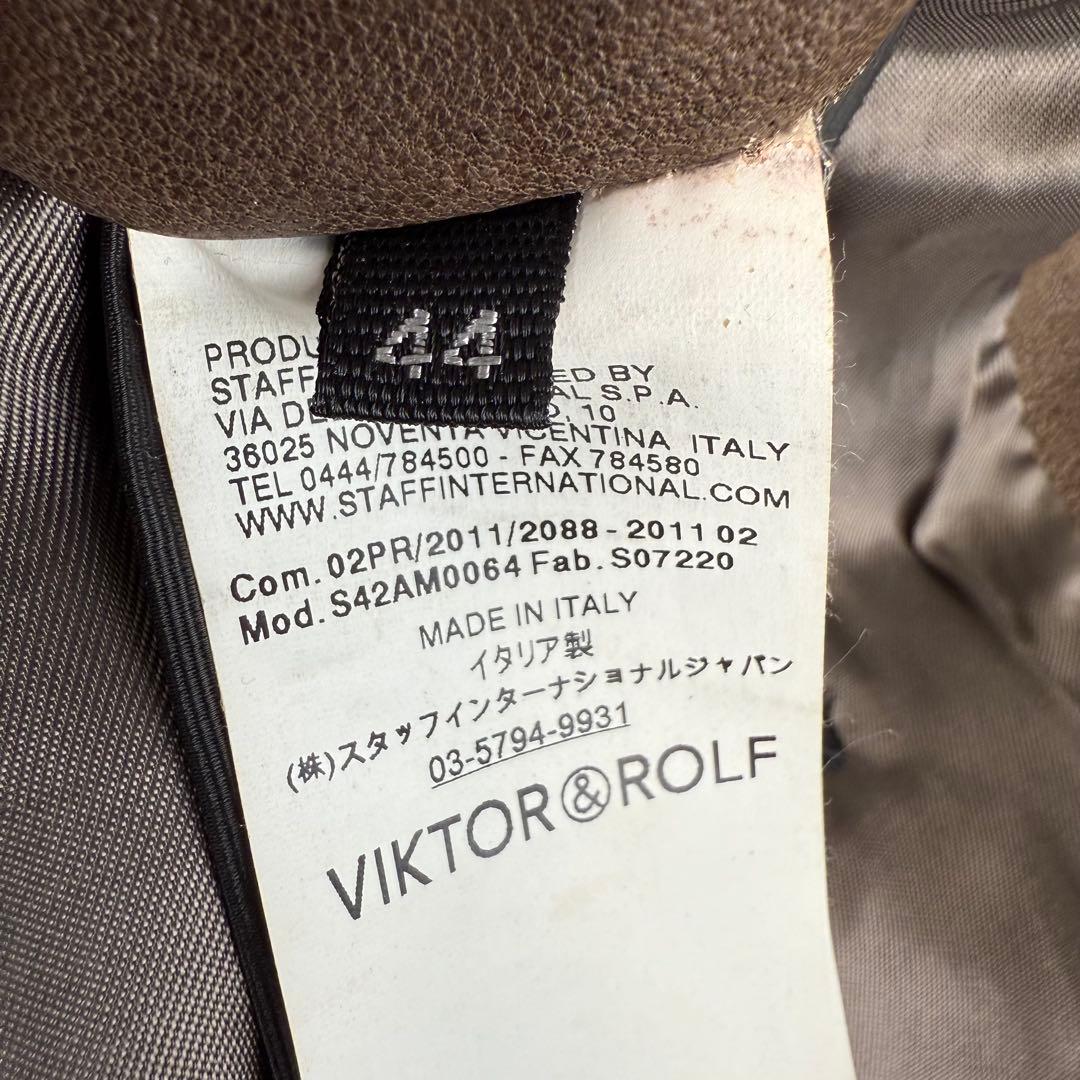 44
STAFF
ED BY
AL S.P.A.
VIA
, 10
36025 NOVENTA VICENTINA ITALY
TEL 0444/784500 - FAX 784580
WWW.STAFFINTERNATIONAL.COM
Com. 02PR/2011/2088 - 2011 02
Mod. S42AM0064 Fab. S07220
MADE IN ITALY
イタリア製
(株)スタッフインターナショナルジャパン
03-5794-9931
VIKTOR&ROLF